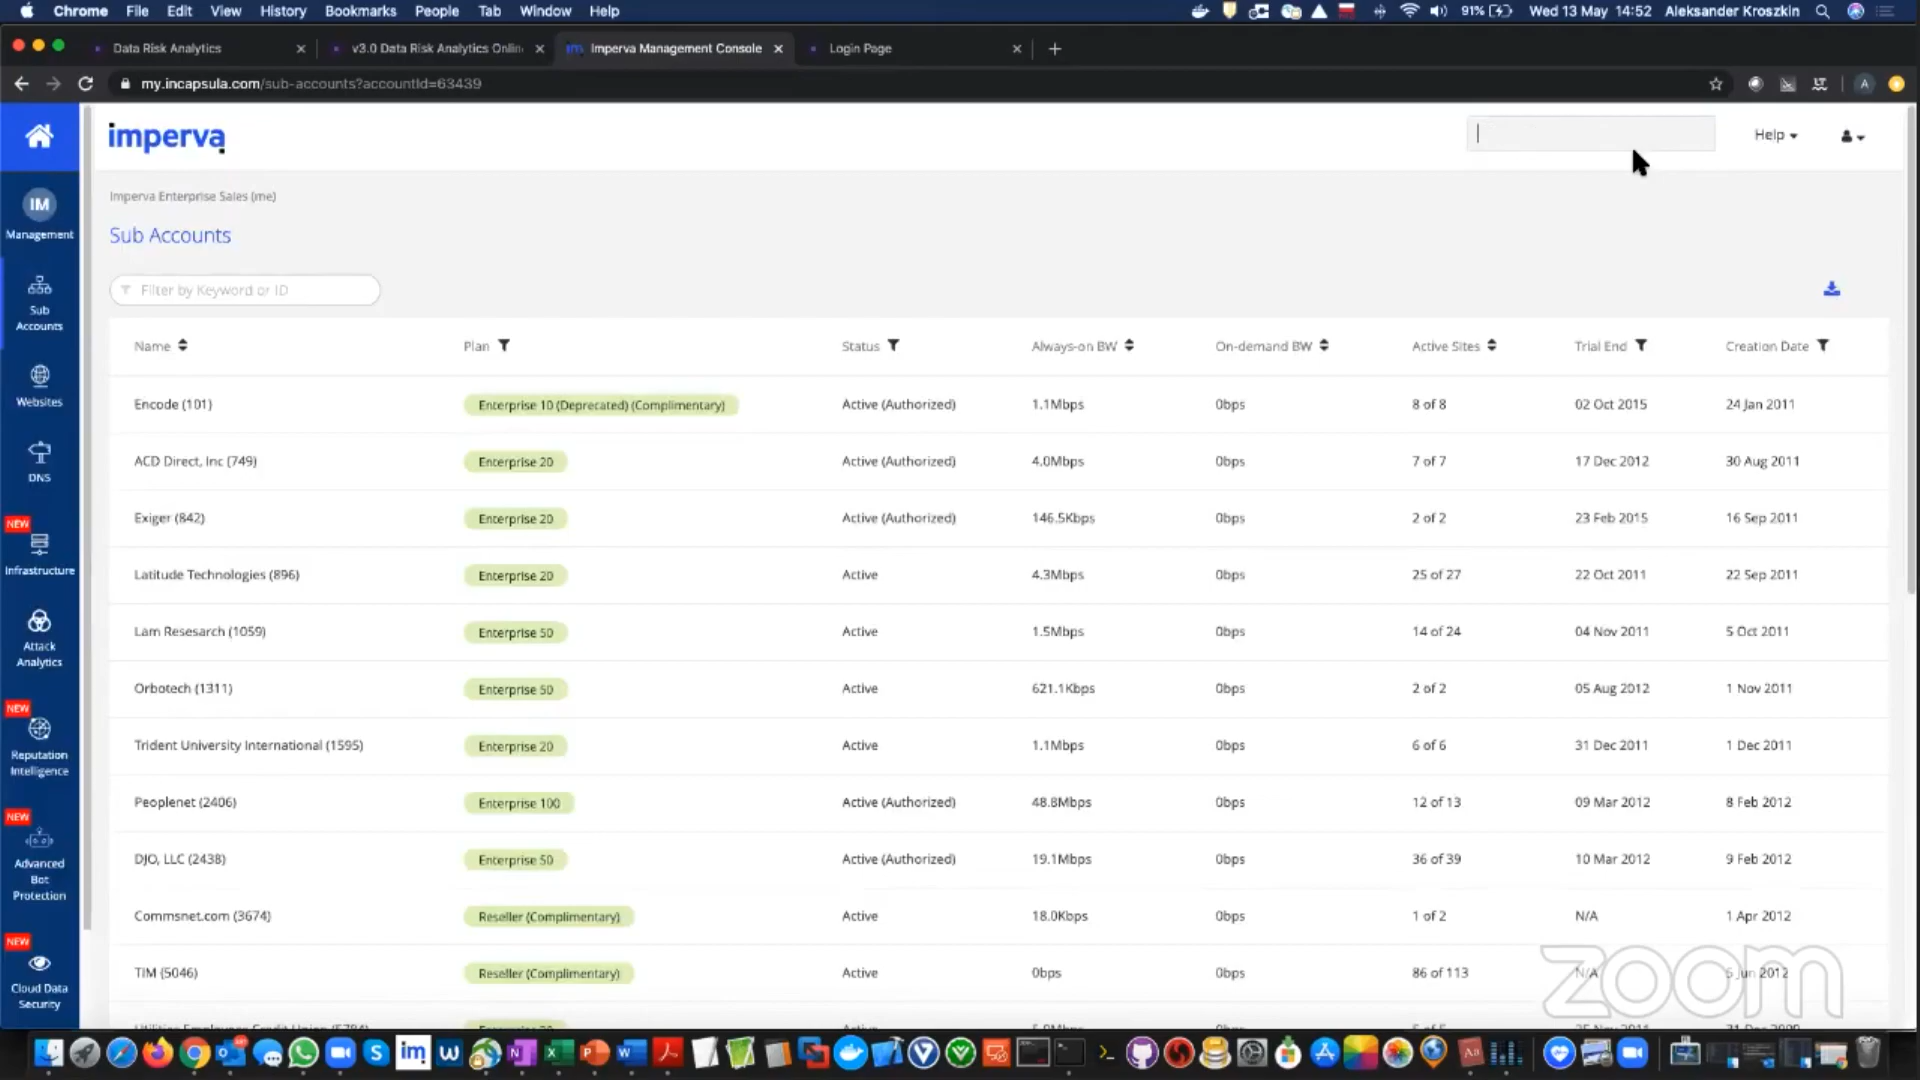 Chrome File Edit View History Bookmarks People Tab Window Help 91% Wed 13 May 14:52 Aleksander Kroszkin
Data Risk Analytics v3.0 Data Risk Analytics Onlin Imperva Management Console Login Page
my.incapsula.com/sub-accounts?accountId=63439
imperva Help
IM
Management
Sub
Accounts
Websites
DNS
NEW
Infrastructure
Attack
Analytics
NEW
Reputation
Intelligence
NEW
Advanced
Bot
Protection
NEW
Cloud Data
Security
Imperva Enterprise Sales (me)
Sub Accounts
Filter by Keyword or ID
Name Plan Status Always-on BW On-demand BW Active Sites Trial End Creation Date
Encode (101) Enterprise 10 (Deprecated) (Complimentary) Active (Authorized) 1.1Mbps 0bps 8 of 8 02 Oct 2015 24 Jan 2011
ACD Direct, Inc (749) Enterprise 20 Active (Authorized) 4.0Mbps 0bps 7 of 7 17 Dec 2012 30 Aug 2011
Exiger (842) Enterprise 20 Active (Authorized) 146.5Kbps 0bps 2 of 2 23 Feb 2015 16 Sep 2011
Latitude Technologies (896) Enterprise 20 Active 4.3Mbps 0bps 25 of 27 22 Oct 2011 22 Sep 2011
Lam Resesarch (1059) Enterprise 50 Active 1.5Mbps 0bps 14 of 24 04 Nov 2011 5 Oct 2011
Orbotech (1311) Enterprise 50 Active 621.1Kbps 0bps 2 of 2 05 Aug 2012 1 Nov 2011
Trident University International (1595) Enterprise 20 Active 1.1Mbps 0bps 6 of 6 31 Dec 2011 1 Dec 2011
Peoplenet (2406) Enterprise 100 Active (Authorized) 48.8Mbps 0bps 12 of 13 09 Mar 2012 8 Feb 2012
DJO, LLC (2438) Enterprise 50 Active (Authorized) 19.1Mbps 0bps 36 of 39 10 Mar 2012 9 Feb 2012
Commsnet.com (3674) Reseller (Complimentary) Active 18.0Kbps 0bps 1 of 2 N/A 1 Apr 2012
TIM (5046) Reseller (Complimentary) Active 0bps 0bps 86 of 113 N/A 5 Jun 2012
zoom